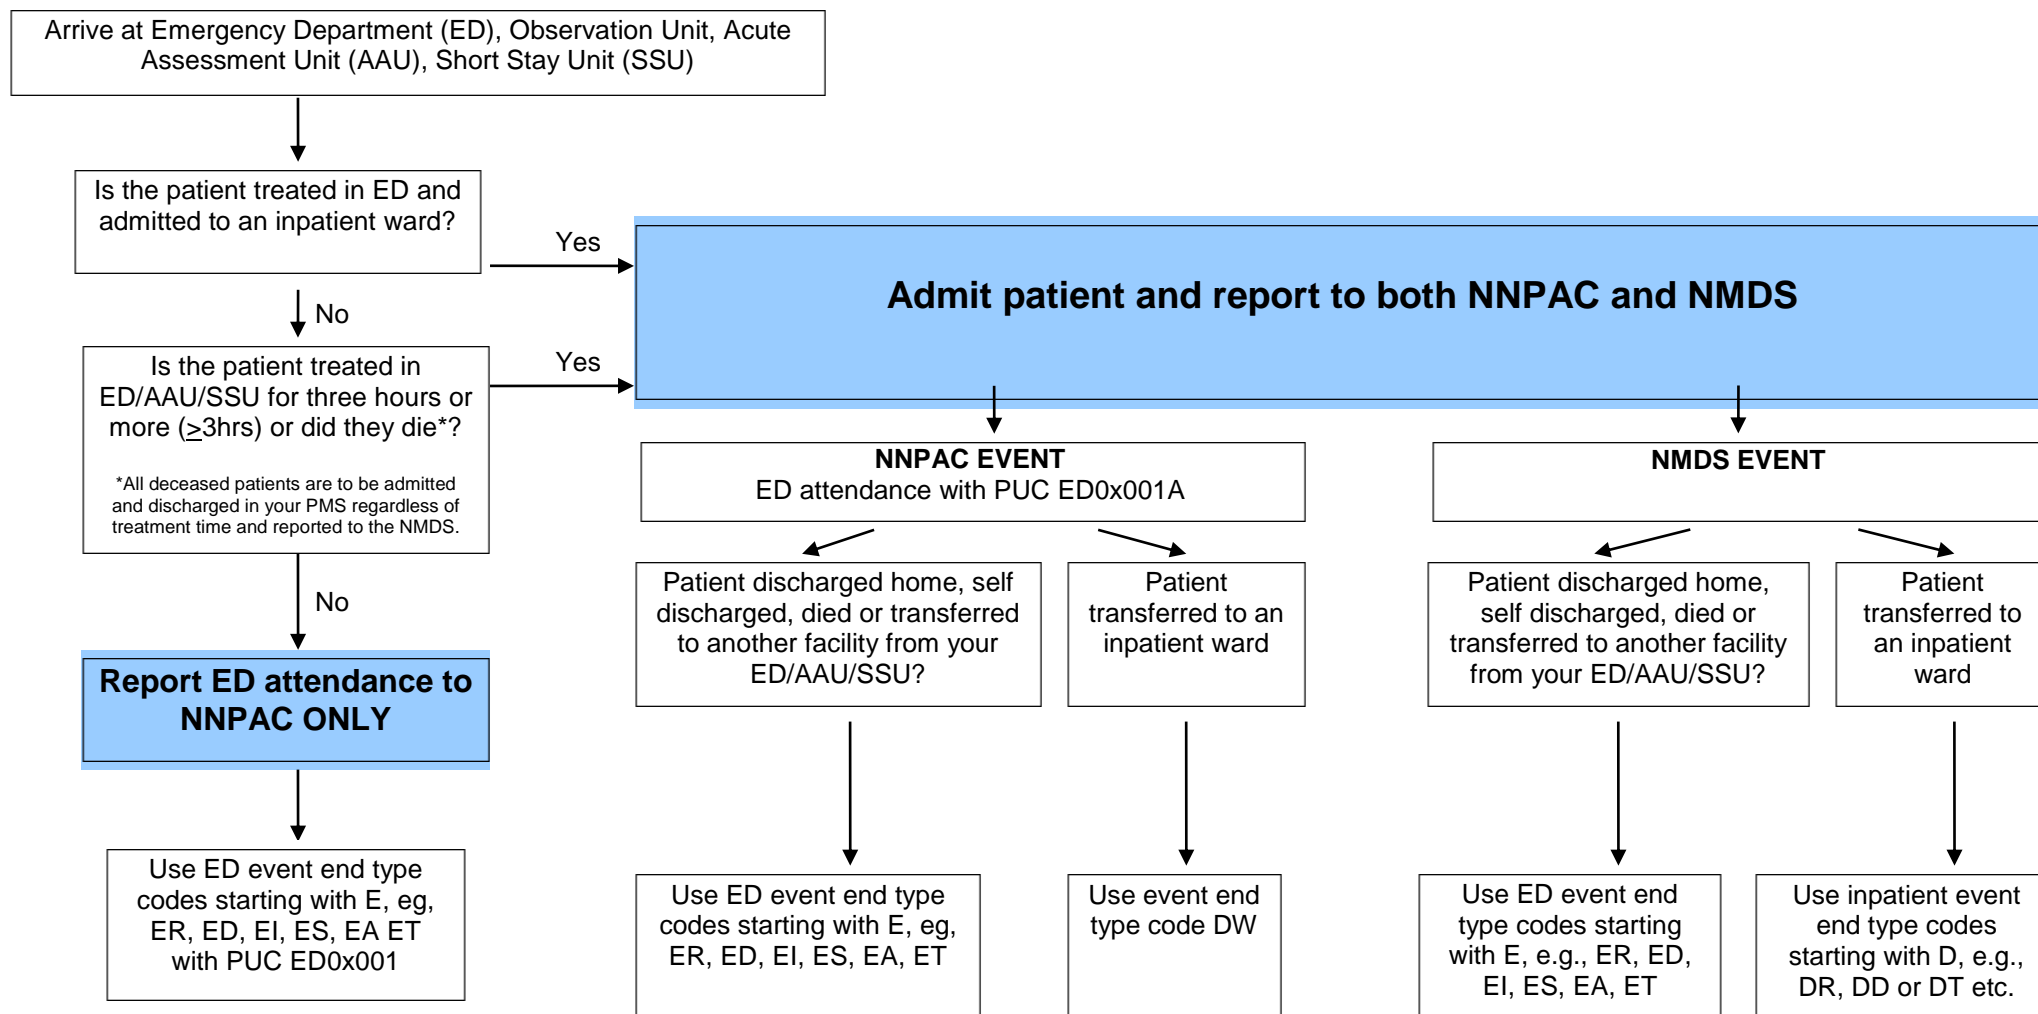 Arrive at Emergency Department (ED), Observation Unit, Acute
Assessment Unit (AAU), Short Stay Unit (SSU)
Is the patient treated in ED and
admitted to an inpatient ward?
Yes
Admit patient and report to both NNPAC and NMDS
No
Is the patient treated in
ED/AAU/SSU for three hours or
more (≥3hrs) or did they die*?
*All deceased patients are to be admitted
and discharged in your PMS regardless of
treatment time and reported to the NMDS.
Yes
No
Report ED attendance to
NNPAC ONLY
Use ED event end type
codes starting with E, eg,
ER, ED, EI, ES, EA ET
with PUC ED0x001
NNPAC EVENT
ED attendance with PUC ED0x001A
Patient discharged home, self
discharged, died or transferred
to another facility from your
ED/AAU/SSU?
Use ED event end type
codes starting with E, eg,
ER, ED, EI, ES, EA, ET
Patient
transferred to an
inpatient ward
Use event end
type code DW
NMDS EVENT
Patient discharged home,
self discharged, died or
transferred to another facility
from your ED/AAU/SSU?
Use ED event end
type codes starting
with E, e.g., ER, ED,
EI, ES, EA, ET
Patient
transferred to
an inpatient
ward
Use inpatient event
end type codes
starting with D, e.g.,
DR, DD or DT etc.